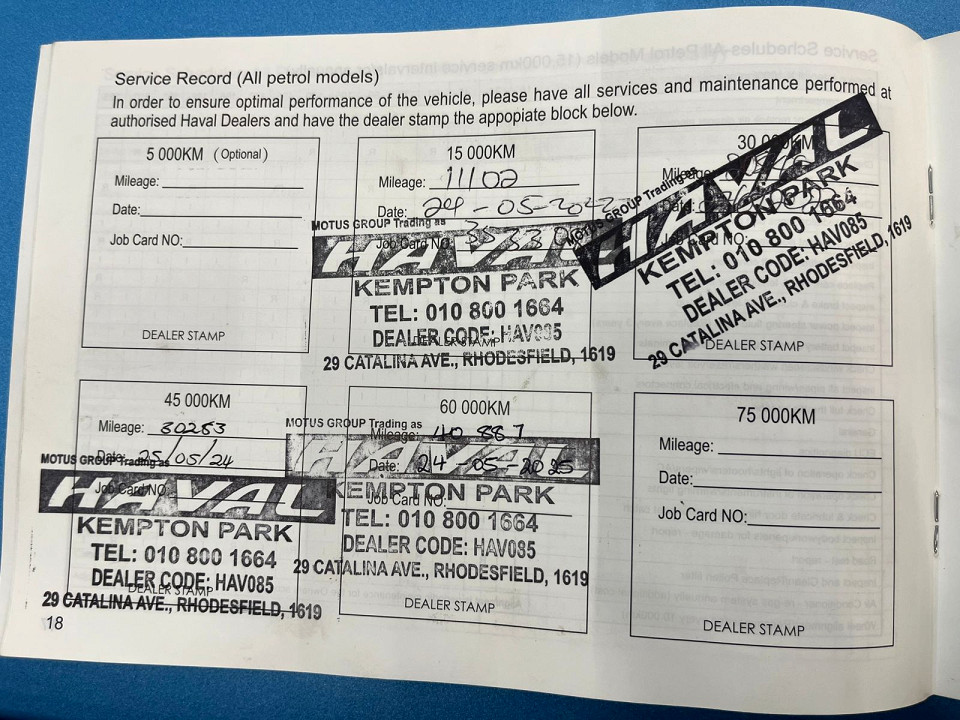 Service Record (All petrol models)
In order to ensure optimal performance of the vehicle, please have all services and maintenance performed at
authorised Haval Dealers and have the dealer stamp the appopiate block below.
5 000KM (Optional)
Mileage:
Date:
Job Card NO:
DEALER STAMP
15 000KM
Mileage: 11102
Date: 24-05-2022
MOTUS GROUP Trading as
Job Card NO:
HAVAL
KEMPTON PARK
TEL: 010 800 1664
DEALER CODE: HAV085
DEALER STAMP
29 CATALINA AVE., RHODESFIELD, 1619
30 000KM
Mileage:
Date:
Job Card NO:
MOTUS GROUP Trading as
HAVAL
KEMPTON PARK
TEL: 010 800 1664
DEALER CODE: HAV085
29 CATALINA AVE., RHODESFIELD, 1619
DEALER STAMP
45 000KM
Mileage: 30283
Date: 25/05/24
MOTUS GROUP Trading as
Job Card NO:
HAVAL
KEMPTON PARK
TEL: 010 800 1664
DEALER CODE: HAV085
DEALER STAMP
29 CATALINA AVE., RHODESFIELD, 1619
60 000KM
MOTUS GROUP Trading as
Mileage: 40 887
Date: 24-05-2025
HAVAL
Job Card NO:
KEMPTON PARK
TEL: 010 800 1664
DEALER CODE: HAV085
29 CATALINA AVE., RHODESFIELD, 1619
DEALER STAMP
75 000KM
Mileage:
Date:
Job Card NO:
DEALER STAMP
18